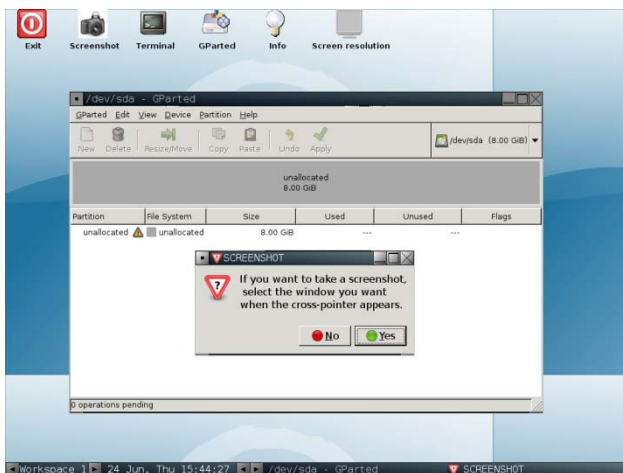 Exit Screenshot Terminal GParted Info Screen resolution
/dev/sda - GParted
GParted Edit View Device Partition Help
New Delete Resize/Move Copy Paste Undo Apply /dev/sda (8.00 GiB)
unallocated
8.00 GiB
Partition File System Size Used Unused Flags
unallocated unallocated 8.00 GiB --- ---
SCREENSHOT
If you want to take a screenshot,
select the window you want
when the cross-pointer appears.
No Yes
0 operations pending
Workspace 1 24 Jun, Thu 15:44:27 /dev/sda - GParted SCREENSHOT